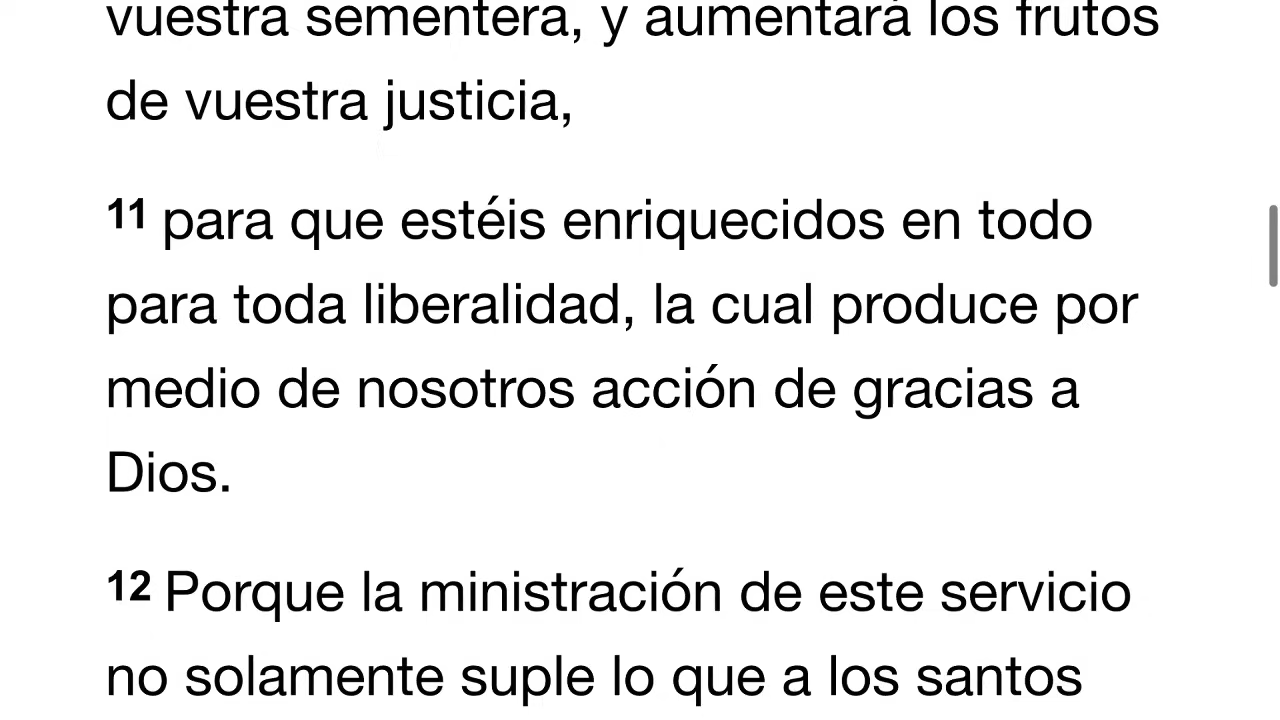 vuestra sementera, y aumentará los frutos
de vuestra justicia,
11 para que estéis enriquecidos en todo
para toda liberalidad, la cual produce por
medio de nosotros acción de gracias a
Dios.
12 Porque la ministración de este servicio
no solamente suple lo que a los santos